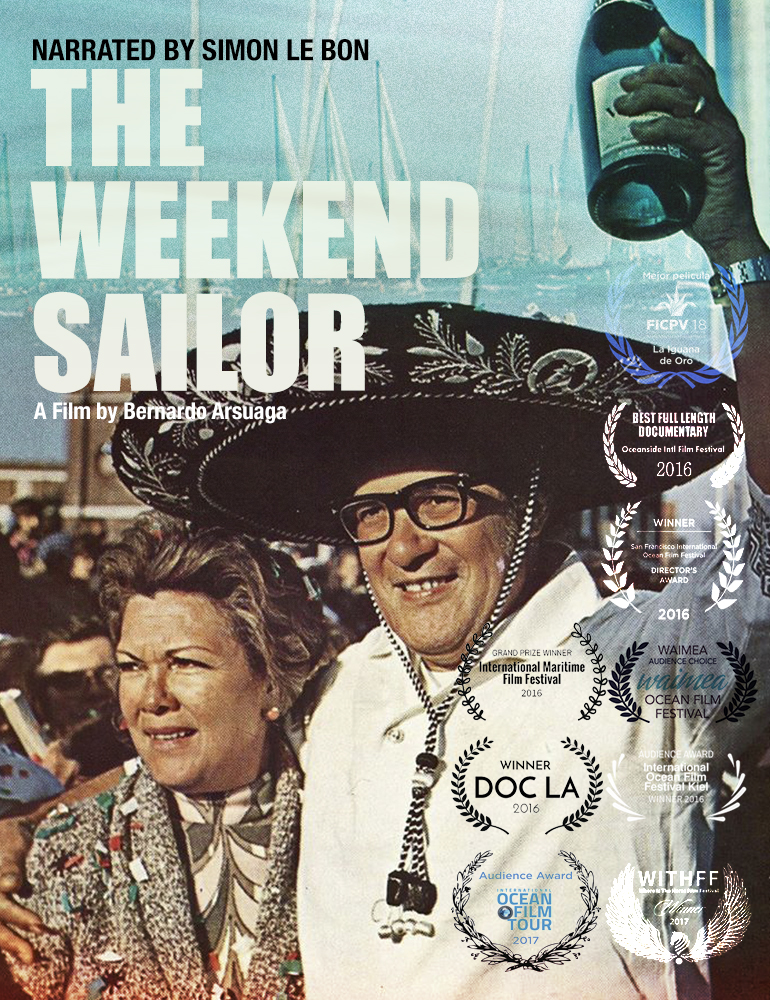 NARRATED BY SIMON LE BON
THE
WEEKEND
SAILOR
A Film by Bernardo Arsuaga
Mejor película
FICPV 18
La Iguana
de Oro
BEST FULL LENGTH
DOCUMENTARY
Oceanside Intl Film Festival
2016
WINNER
San Francisco International
Ocean Film Festival
DIRECTOR'S
AWARD
2016
GRAND PRIZE WINNER
International Maritime
Film Festival
2016
WAIMEA
AUDIENCE CHOICE
waimea
OCEAN FILM
FESTIVAL
WINNER
DOC LA
2016
AUDIENCE AWARD
International
Ocean Film
Festival Kiel
WINNER 2016
Audience Award
INTERNATIONAL
OCEAN
FILM
TOUR
2017
WITHFF
Winner
2017